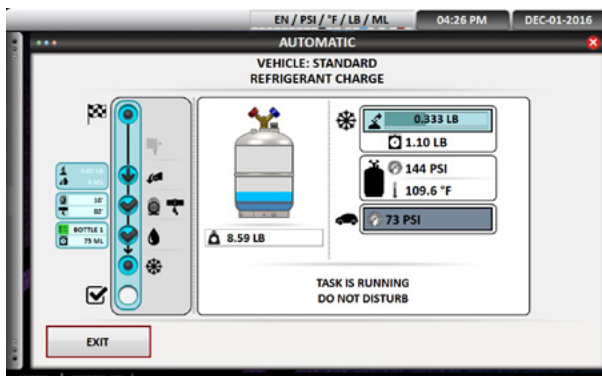 EN / PSI / °F / LB / ML
04:26 PM
DEC-01-2016
AUTOMATIC
VEHICLE: STANDARD
REFRIGERANT CHARGE
0.333 LB
1.10 LB
144 PSI
109.6 °F
73 PSI
10'
02'
BOTTLE 1
75 ML
8.59 LB
TASK IS RUNNING
DO NOT DISTURB
EXIT